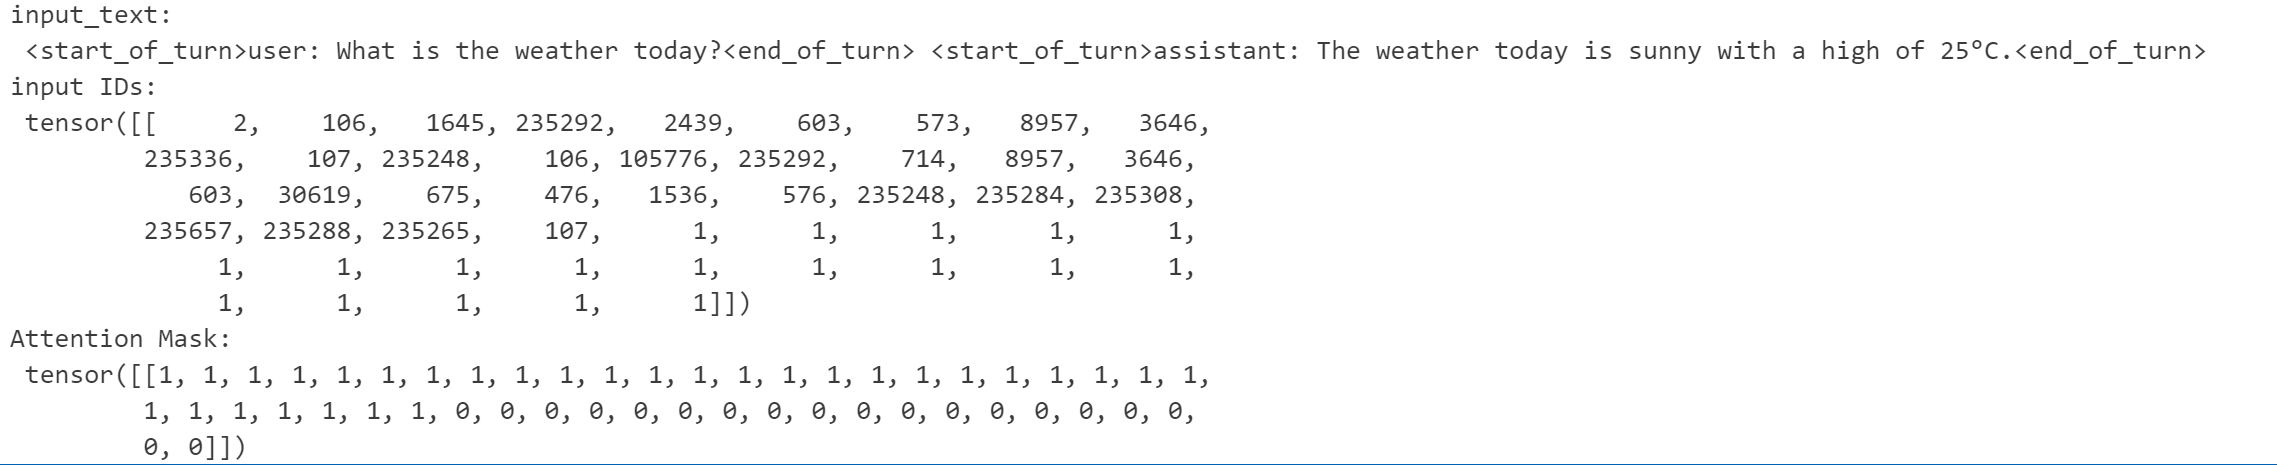 input_text:
<start_of_turn>user: What is the weather today?<end_of_turn> <start_of_turn>assistant: The weather today is sunny with a high of 25°C.<end_of_turn>
input IDs:
tensor([[     2,    106,   1645, 235292,   2439,    603,    573,   8957,   3646,
235336,    107, 235248,    106, 105776, 235292,    714,   8957,   3646,
603,  30619,    675,    476,   1536,    576, 235248, 235284, 235308,
235657, 235288, 235265,    107,      1,      1,      1,      1,      1,
1,      1,      1,      1,      1,      1,      1,      1,      1,
1,      1,      1,      1,      1]])
Attention Mask:
tensor([[1, 1, 1, 1, 1, 1, 1, 1, 1, 1, 1, 1, 1, 1, 1, 1, 1, 1, 1, 1, 1, 1, 1, 1,
1, 1, 1, 1, 1, 1, 1, 0, 0, 0, 0, 0, 0, 0, 0, 0, 0, 0, 0, 0, 0, 0, 0, 0,
0, 0]])